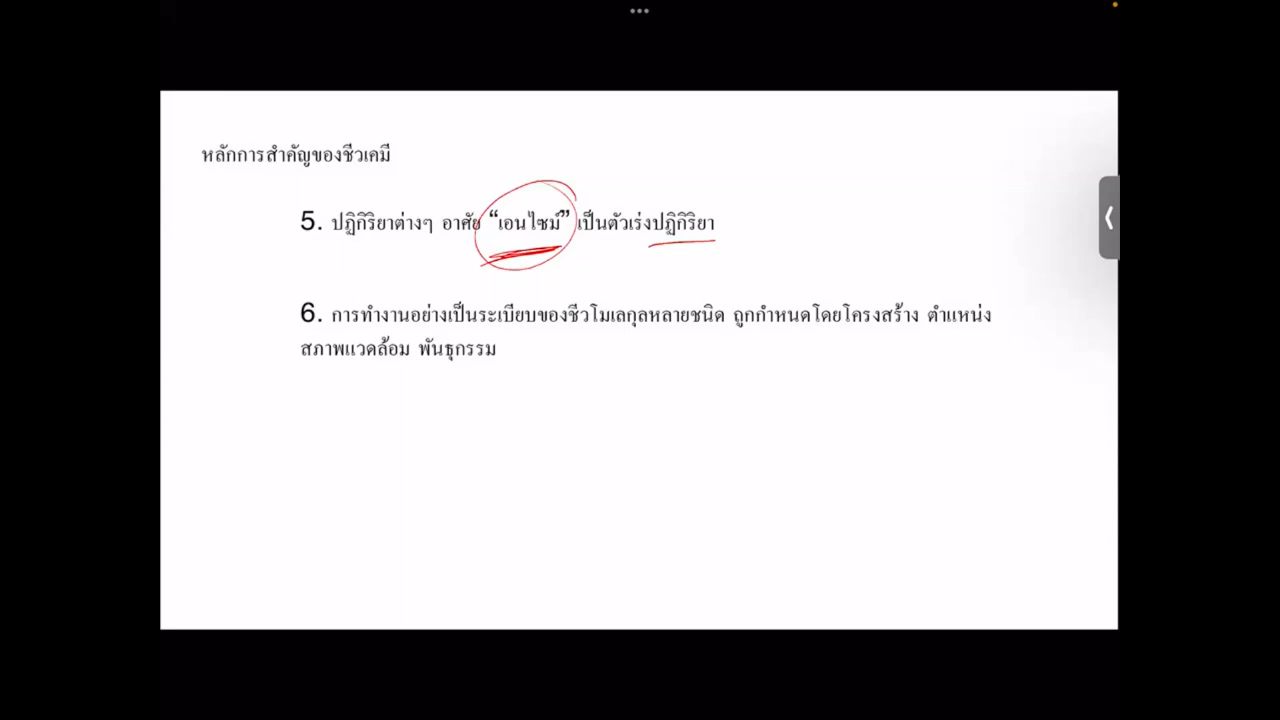 หลักการสำคัญของชีวเคมี
5. ปฏิกิริยาต่างๆ อาศัย “เอนไซม์” เป็นตัวเร่งปฏิกิริยา
6. การทำงานอย่างเป็นระเบียบของชีวโมเลกุลหลายชนิด ถูกกำหนดโดยโครงสร้าง ตำแหน่ง
สภาพแวดล้อม พันธุกรรม